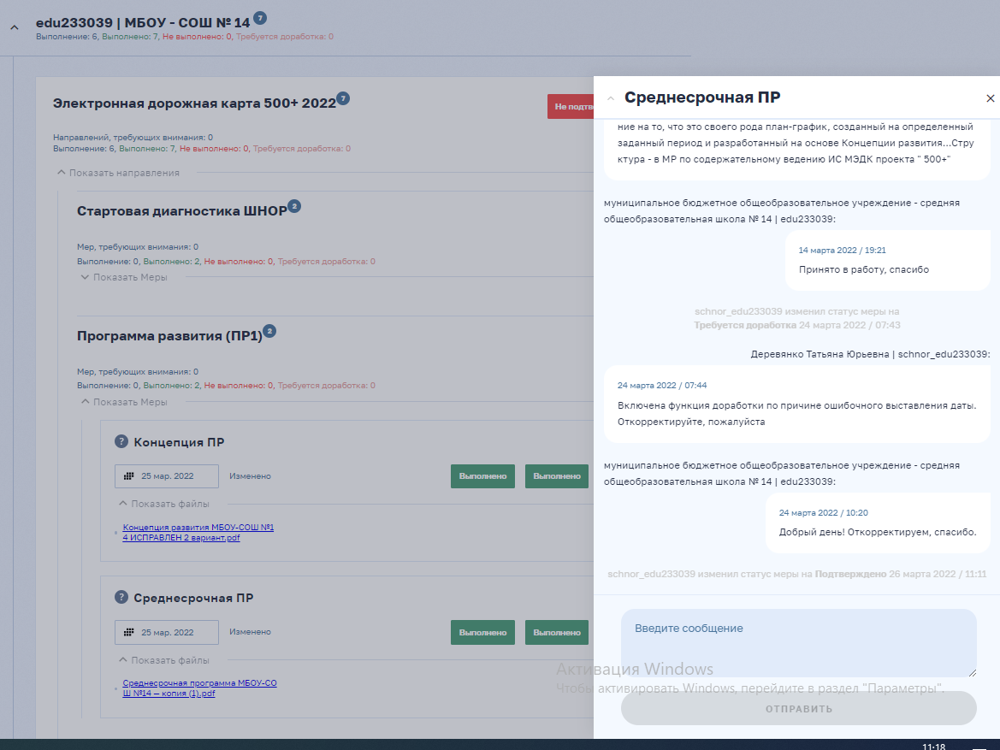 edu233039 | МБОУ - СОШ № 14 7
Выполнение: 6, Выполнено: 7, Не выполнено: 0, Требуется доработка: 0
Электронная дорожная карта 500+ 2022 7
Не подтв
Направлений, требующих внимания: 0
Выполнение: 6, Выполнено: 7, Не выполнено: 0, Требуется доработка: 0
Показать направления
Стартовая диагностика ШНОР 2
Мер, требующих внимания: 0
Выполнение: 0, Выполнено: 2, Не выполнено: 0, Требуется доработка: 0
Показать Меры
Программа развития (ПР1) 2
Мер, требующих внимания: 0
Выполнение: 0, Выполнено: 2, Не выполнено: 0, Требуется доработка: 0
Показать Меры
? Концепция ПР
25 мар. 2022 Изменено Выполнено Выполнено
Показать файлы
Концепция развития МБОУ-СОШ №1
4 ИСПРАВЛЕН 2 вариант.pdf
? Среднесрочная ПР
25 мар. 2022 Изменено Выполнено Выполнено
Показать файлы
Среднесрочная программа МБОУ-СО
Ш №14 — копия (1).pdf
Среднесрочная ПР ×
ние на то, что это своего рода план-график, созданный на определенный
заданный период и разработанный на основе Концепции развития...Стру
ктура - в МР по содержательному ведению ИС МЭДК проекта " 500+"
муниципальное бюджетное общеобразовательное учреждение - средняя
общеобразовательная школа № 14 | edu233039:
14 марта 2022 / 19:21
Принято в работу, спасибо
schnor_edu233039 изменил статус меры на
Требуется доработка 24 марта 2022 / 07:43
Деревянко Татьяна Юрьевна | schnor_edu233039:
24 марта 2022 / 07:44
Включена функция доработки по причине ошибочного выставления даты.
Откорректируйте, пожалуйста
муниципальное бюджетное общеобразовательное учреждение - средняя
общеобразовательная школа № 14 | edu233039:
24 марта 2022 / 10:20
Добрый день! Откорректируем, спасибо.
schnor_edu233039 изменил статус меры на Подтверждено 26 марта 2022 / 11:11
Введите сообщение
Активация Windows
Чтобы активировать Windows, перейдите в раздел "Параметры".
ОТПРАВИТЬ
11:18